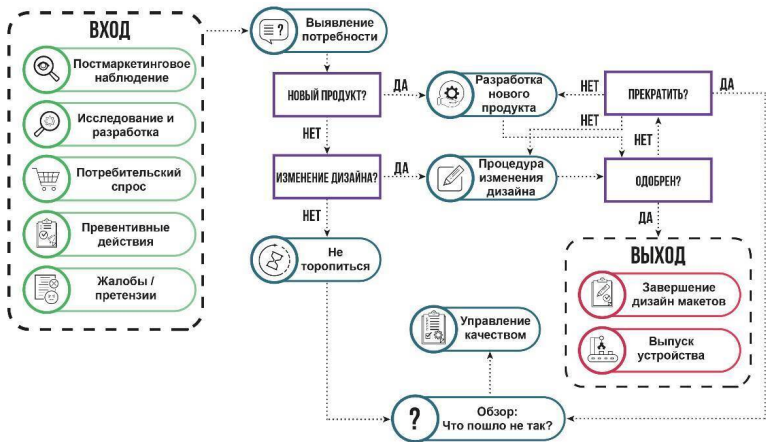 ВХОД
Постмаркетинговое
наблюдение
Исследование и
разработка
Потребительский
спрос
Превентивные
действия
Жалобы /
претензии
Выявление
потребности
НОВЫЙ ПРОДУКТ?
ДА
НЕТ
Разработка
нового
продукта
НЕТ
ПРЕКРАТИТЬ?
ДА
НЕТ
НЕТ
ИЗМЕНЕНИЕ ДИЗАЙНА?
ДА
НЕТ
Процедура
изменения
дизайна
ОДОБРЕН?
ДА
Не
торопиться
ВЫХОД
Завершение
дизайн макетов
Выпуск
устройства
Управление
качеством
?
Обзор:
Что пошло не так?